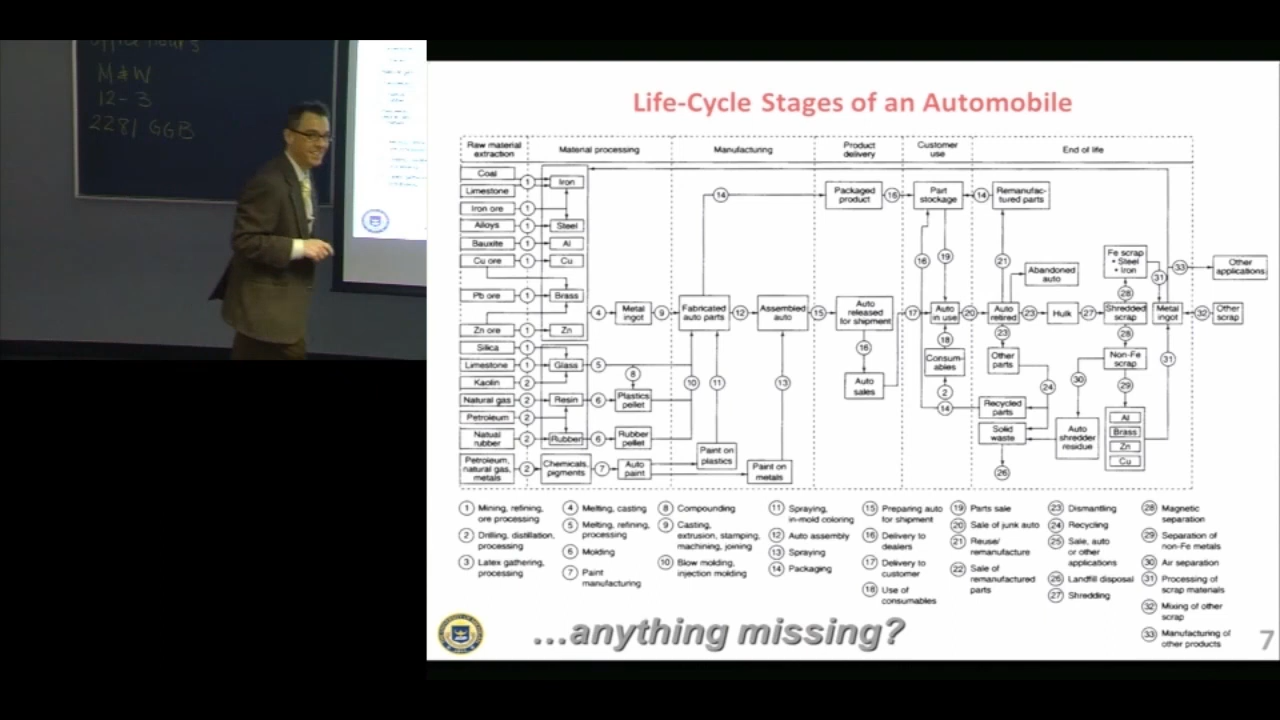 office hours
M & W
12 - 3
2281 GGB
Life-Cycle Stages of an Automobile
Raw material
extraction
Material processing
Manufacturing
Product
delivery
Customer
use
End of life
Coal
Limestone
Iron ore
Alloys
Bauxite
Cu ore
Pb ore
Zn ore
Silica
Limestone
Kaolin
Natural gas
Petroleum
Natual
rubber
Petroleum,
natural gas,
metals
Iron
Steel
Al
Cu
Brass
Zn
Glass
Resin
Rubber
Chemicals,
pigments
Metal
ingot
Plastics
pellet
Rubber
pellet
Auto
paint
Fabricated
auto parts
Assembled
auto
Paint on
plastics
Paint on
metals
Packaged
product
Auto
released
for shipment
Auto
sales
Part
stockage
Auto
in use
Consum-
ables
Remanufac-
tured parts
Abandoned
auto
Auto
retired
Hulk
Other
parts
Recycled
parts
Solid
waste
Auto
shredder
residue
Fe scrap
• Steel
• Iron
Shredded
scrap
Non-Fe
scrap
Al
Brass
Zn
Cu
Metal
ingot
Other
applications
Other
scrap
1 Mining, refining,
ore processing
2 Drilling, distillation,
processing
3 Latex gathering,
processing
4 Melting, casting
5 Melting, refining,
processing
6 Molding
7 Paint
manufacturing
8 Compounding
9 Casting,
extrusion, stamping,
machining, joining
10 Blow molding,
injection molding
11 Spraying,
in-mold coloring
12 Auto assembly
13 Spraying
14 Packaging
15 Preparing auto
for shipment
16 Delivery to
dealers
17 Delivery to
customer
18 Use of
consumables
19 Parts sale
20 Sale of junk auto
21 Reuse/
remanufacture
22 Sale of
remanufactured
parts
23 Dismantling
24 Recycling
25 Sale, auto
or other
applications
26 Landfill disposal
27 Shredding
28 Magnetic
separation
29 Separation of
non-Fe metals
30 Air separation
31 Processing of
scrap materials
32 Mixing of other
scrap
33 Manufacturing of
other products
...anything missing?
7